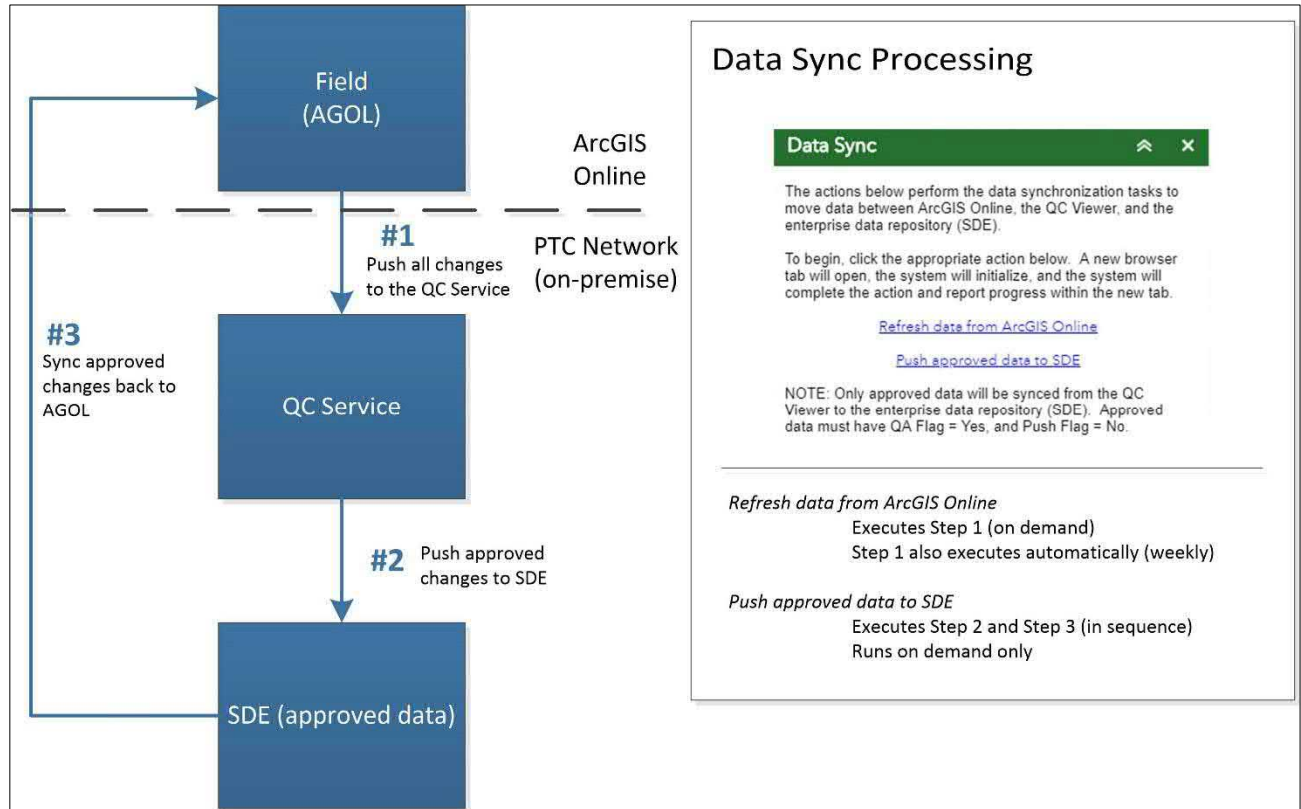 Field
(AGOL)
ArcGIS
Online
#1
Push all changes
to the QC Service
PTC Network
(on-premise)
#3
Sync approved
changes back to
AGOL
QC Service
#2
Push approved
changes to SDE
SDE (approved data)
Data Sync Processing
Data Sync
The actions below perform the data synchronization tasks to
move data between ArcGIS Online, the QC Viewer, and the
enterprise data repository (SDE).
To begin, click the appropriate action below. A new browser
tab will open, the system will initialize, and the system will
complete the action and report progress within the new tab.
Refresh data from ArcGIS Online
Push approved data to SDE
NOTE: Only approved data will be synced from the QC
Viewer to the enterprise data repository (SDE). Approved
data must have QA Flag = Yes, and Push Flag = No.
Refresh data from ArcGIS Online
Executes Step 1 (on demand)
Step 1 also executes automatically (weekly)
Push approved data to SDE
Executes Step 2 and Step 3 (in sequence)
Runs on demand only